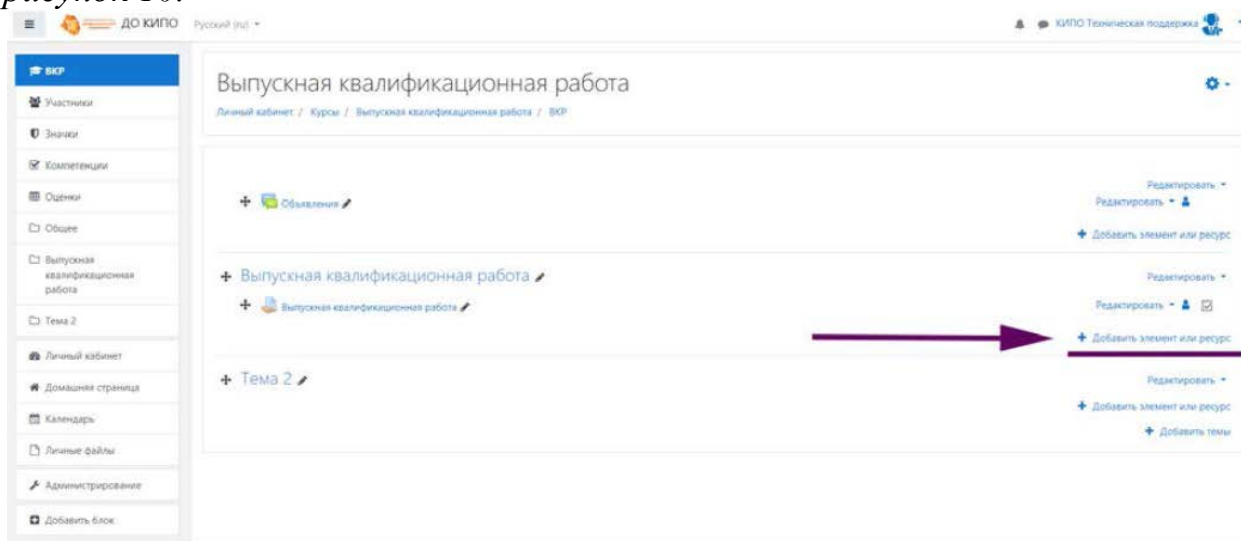 рисунок 10.
ДО КИПО Русский (ru)
КИПО Техническая поддержка
ВКР
Участники
Значки
Компетенции
Оценки
Общее
Выпускная
квалификационная
работа
Тема 2
Личный кабинет
Домашняя страница
Календарь
Личные файлы
Администрирование
Добавить блок
Выпускная квалификационная работа
Личный кабинет / Курсы / Выпускная квалификационная работа / ВКР
Редактировать
Объявления
Редактировать
Добавить элемент или ресурс
Выпускная квалификационная работа
Редактировать
Выпускная квалификационная работа
Редактировать
Добавить элемент или ресурс
Тема 2
Редактировать
Добавить элемент или ресурс
Добавить темы